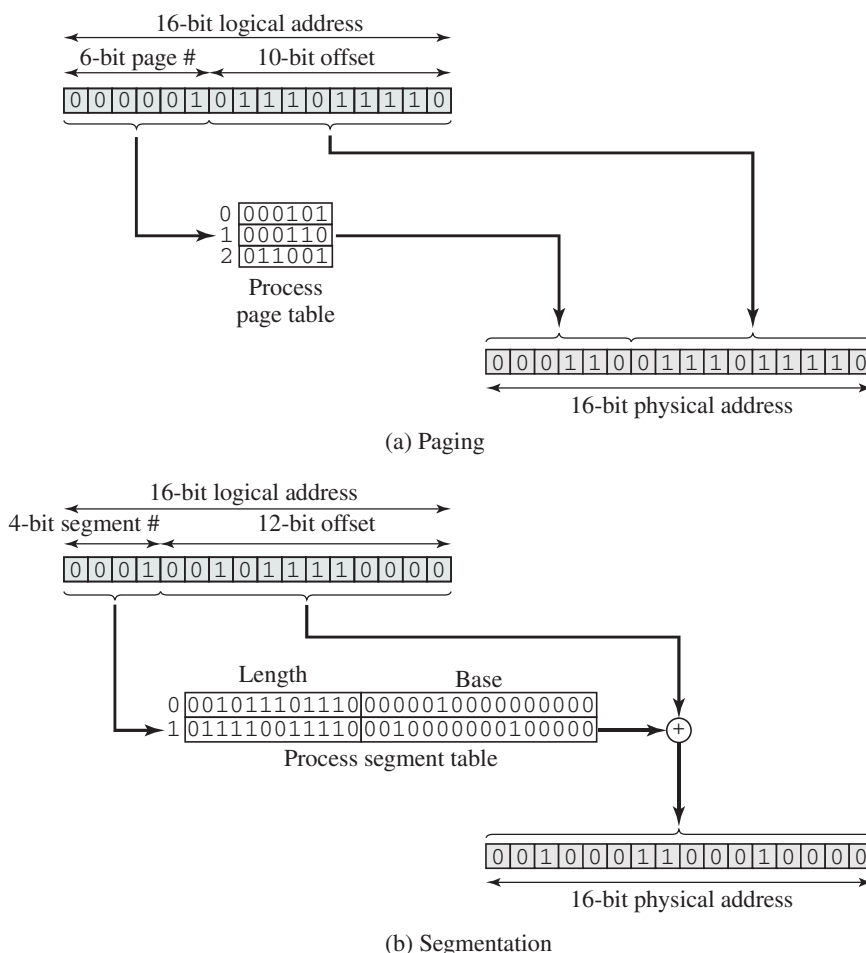 16-bit logical address
6-bit page # 10-bit offset
0 0 0 0 0 1 0 1 1 1 0 1 1 1 1 0
0 000101
1 000110
2 011001
Process
page table
0 0 0 1 1 0 0 1 1 1 0 1 1 1 1 0
16-bit physical address
(a) Paging
16-bit logical address
4-bit segment # 12-bit offset
0 0 0 1 0 0 1 0 1 1 1 1 0 0 0 0
Length Base
0 001011101110 0000010000000000
1 011110011110 0010000000100000
+
Process segment table
0 0 1 0 0 0 1 1 0 0 0 1 0 0 0 0
16-bit physical address
(b) Segmentation